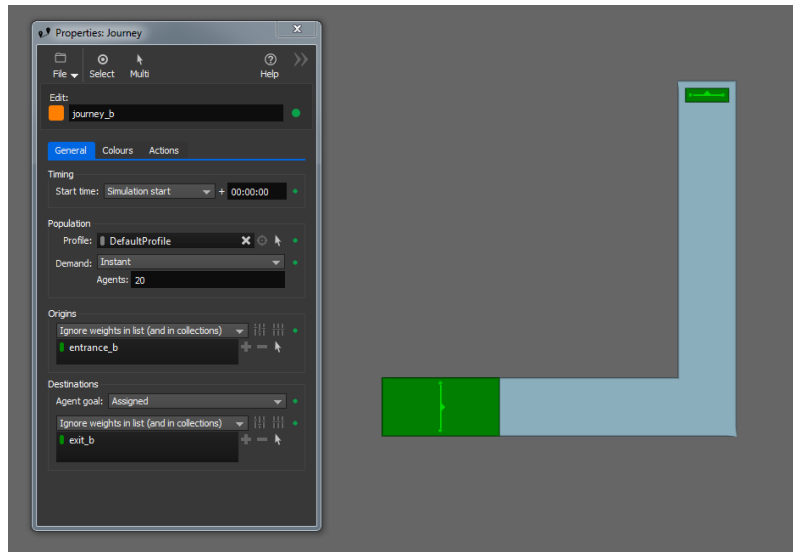 Properties: Journey
File Select Multi Help
Edit:
journey_b
General Colours Actions
Timing
Start time: Simulation start + 00:00:00
Population
Profile: DefaultProfile
Demand: Instant
Agents: 20
Origins
Ignore weights in list (and in collections)
entrance_b
Destinations
Agent goal: Assigned
Ignore weights in list (and in collections)
exit_b